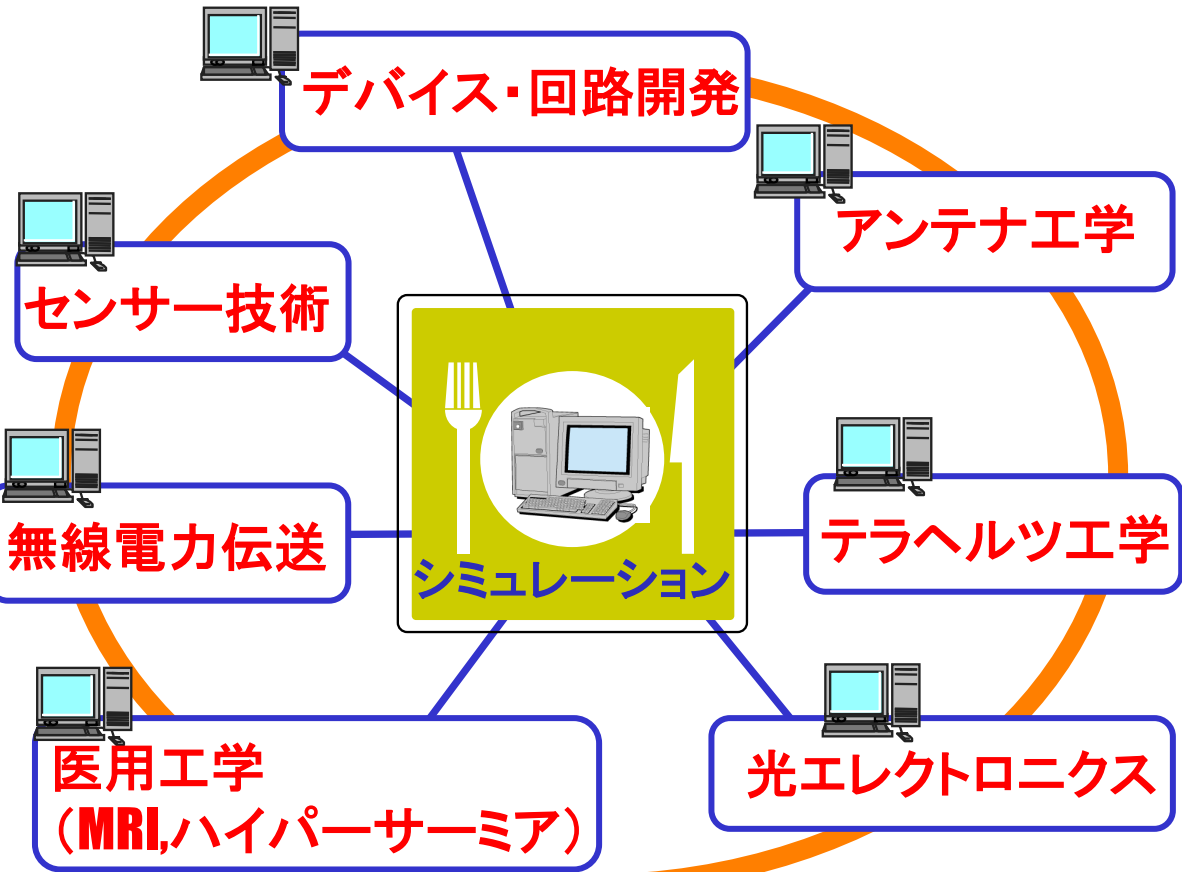 デバイス・回路開発
アンテナ工学
センサー技術
シミュレーション
無線電力伝送
テラヘルツ工学
医用工学
（MRI,ハイパーサーミア）
光エレクトロニクス